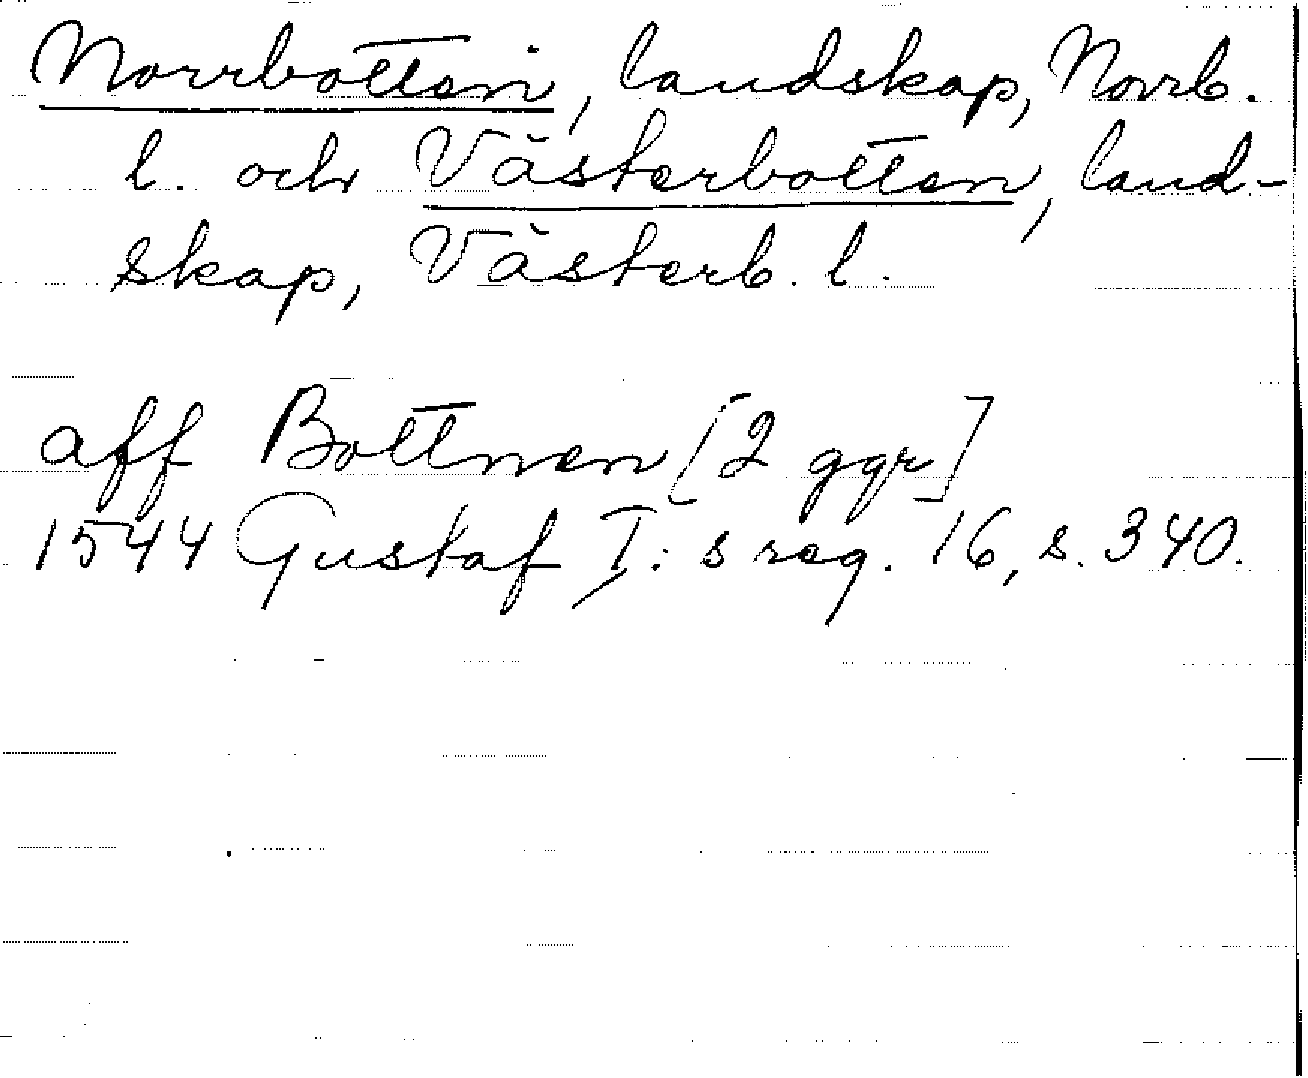 Norrbotten, landskap, Norrb.
l. och Västerbotten, land-
skap, Västerb. l.
aff Bottnen [2 ggr]
1544 Gustaf I:s reg. 16, s. 340.